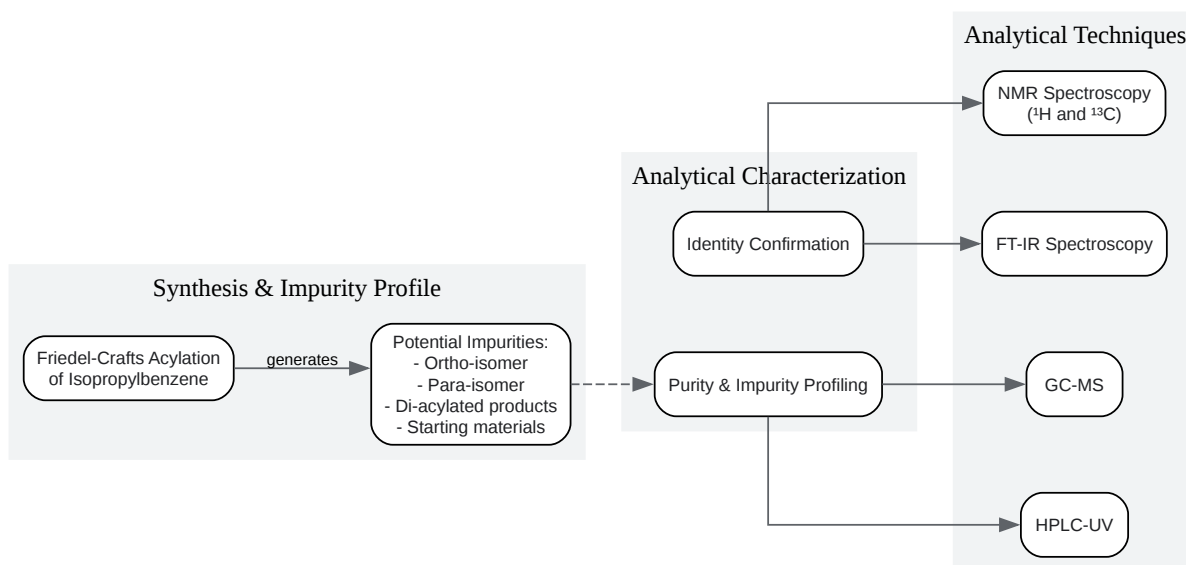 Synthesis & Impurity Profile
Friedel-Crafts Acylation
of Isopropylbenzene
generates
Potential Impurities:
- Ortho-isomer
- Para-isomer
- Di-acylated products
- Starting materials
Analytical Characterization
Identity Confirmation
Purity & Impurity Profiling
Analytical Techniques
NMR Spectroscopy
(¹H and ¹³C)
FT-IR Spectroscopy
GC-MS
HPLC-UV